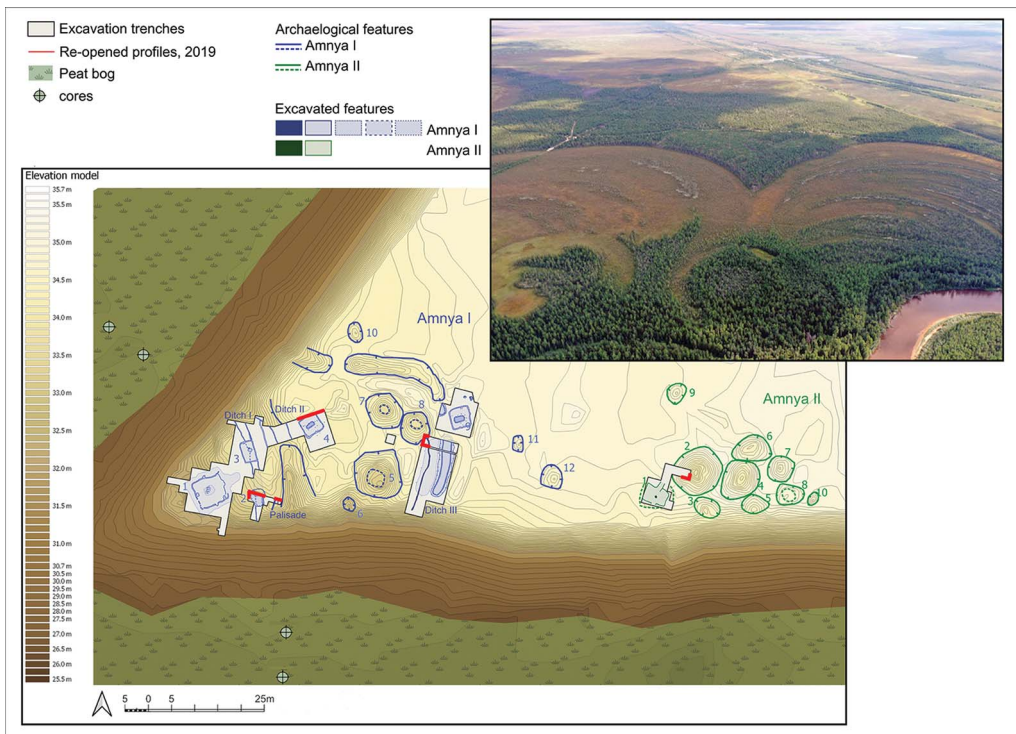 Excavation trenches
Re-opened profiles, 2019
Peat bog
cores
Archaelogical features
Amnya I
Amnya II
Excavated features
Amnya I
Amnya II
Elevation model
35.7 m
35.5 m
35.0 m
34.5 m
34.0 m
33.5 m
33.0 m
32.5 m
32.0 m
31.5 m
31.0 m
30.7 m
30.5 m
30.0 m
29.5 m
29.0 m
28.5 m
28.0 m
27.5 m
27.0 m
26.5 m
26.0 m
25.5 m
Amnya I
10
7
8
9
Ditch I
Ditch II
4
3
1
2
Palisade
5
6
Ditch III
11
12
Amnya II
9
2
6
7
1
4
3
5
8
10
5 0 5 25m